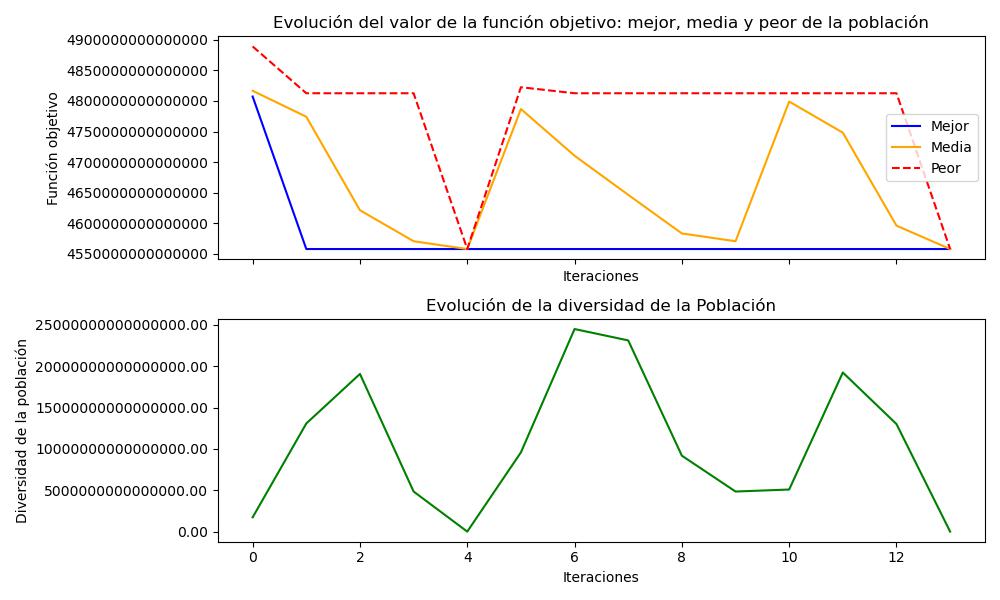 Evolución del valor de la función objetivo: mejor, media y peor de la población
4900000000000000
4850000000000000
4800000000000000
4750000000000000
4700000000000000
4650000000000000
4600000000000000
4550000000000000
Función objetivo
Mejor
Media
Peor
Iteraciones
Evolución de la diversidad de la Población
25000000000000000.00
20000000000000000.00
15000000000000000.00
10000000000000000.00
5000000000000000.00
0.00
Diversidad de la población
0 2 4 6 8 10 12
Iteraciones